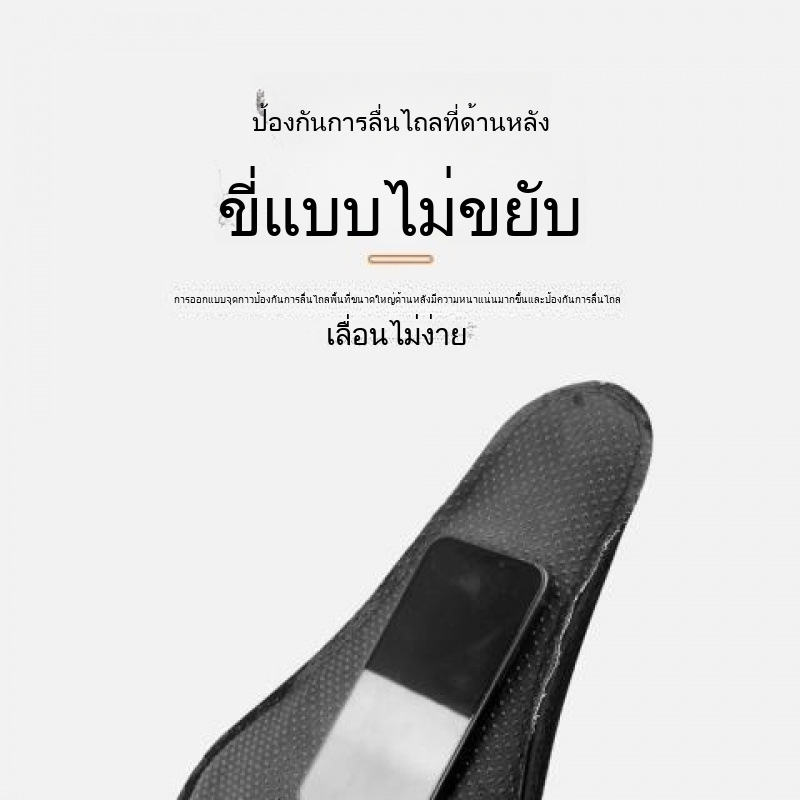 ป้องกันการลื่นไถลที่ด้านหลัง
ขี่แบบไม่ขยับ
การออกแบบจุดกาวป้องกันการลื่นไถลพื้นที่ขนาดใหญ่ด้านหลังมีความหนาแน่นมากขึ้นและป้องกันการลื่นไถล
เลื่อนไม่ง่าย